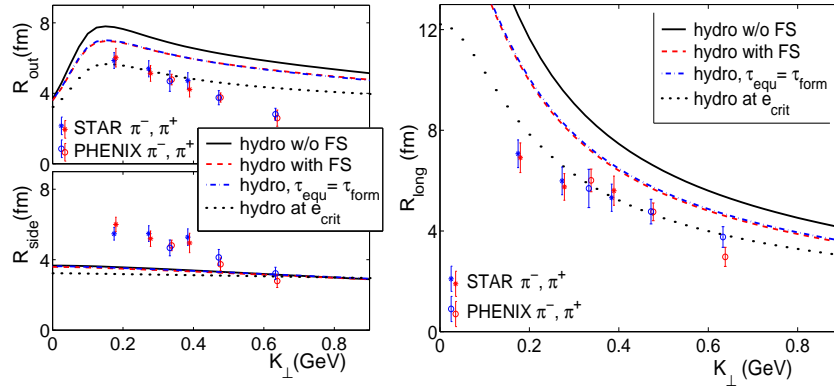 8
4
0
R_out(fm)
STAR π⁻, π⁺
PHENIX π⁻, π⁺
hydro w/o FS
hydro with FS
hydro, τ_equ = τ_form
hydro at e_crit
8
4
0
R_side(fm)
0 0.2 0.4 0.6 0.8
K_⊥(GeV)
12
8
4
0
R_long(fm)
hydro w/o FS
hydro with FS
hydro, τ_equ = τ_form
hydro at e_crit
STAR π⁻, π⁺
PHENIX π⁻, π⁺
0 0.2 0.4 0.6 0.8
K_⊥(GeV)